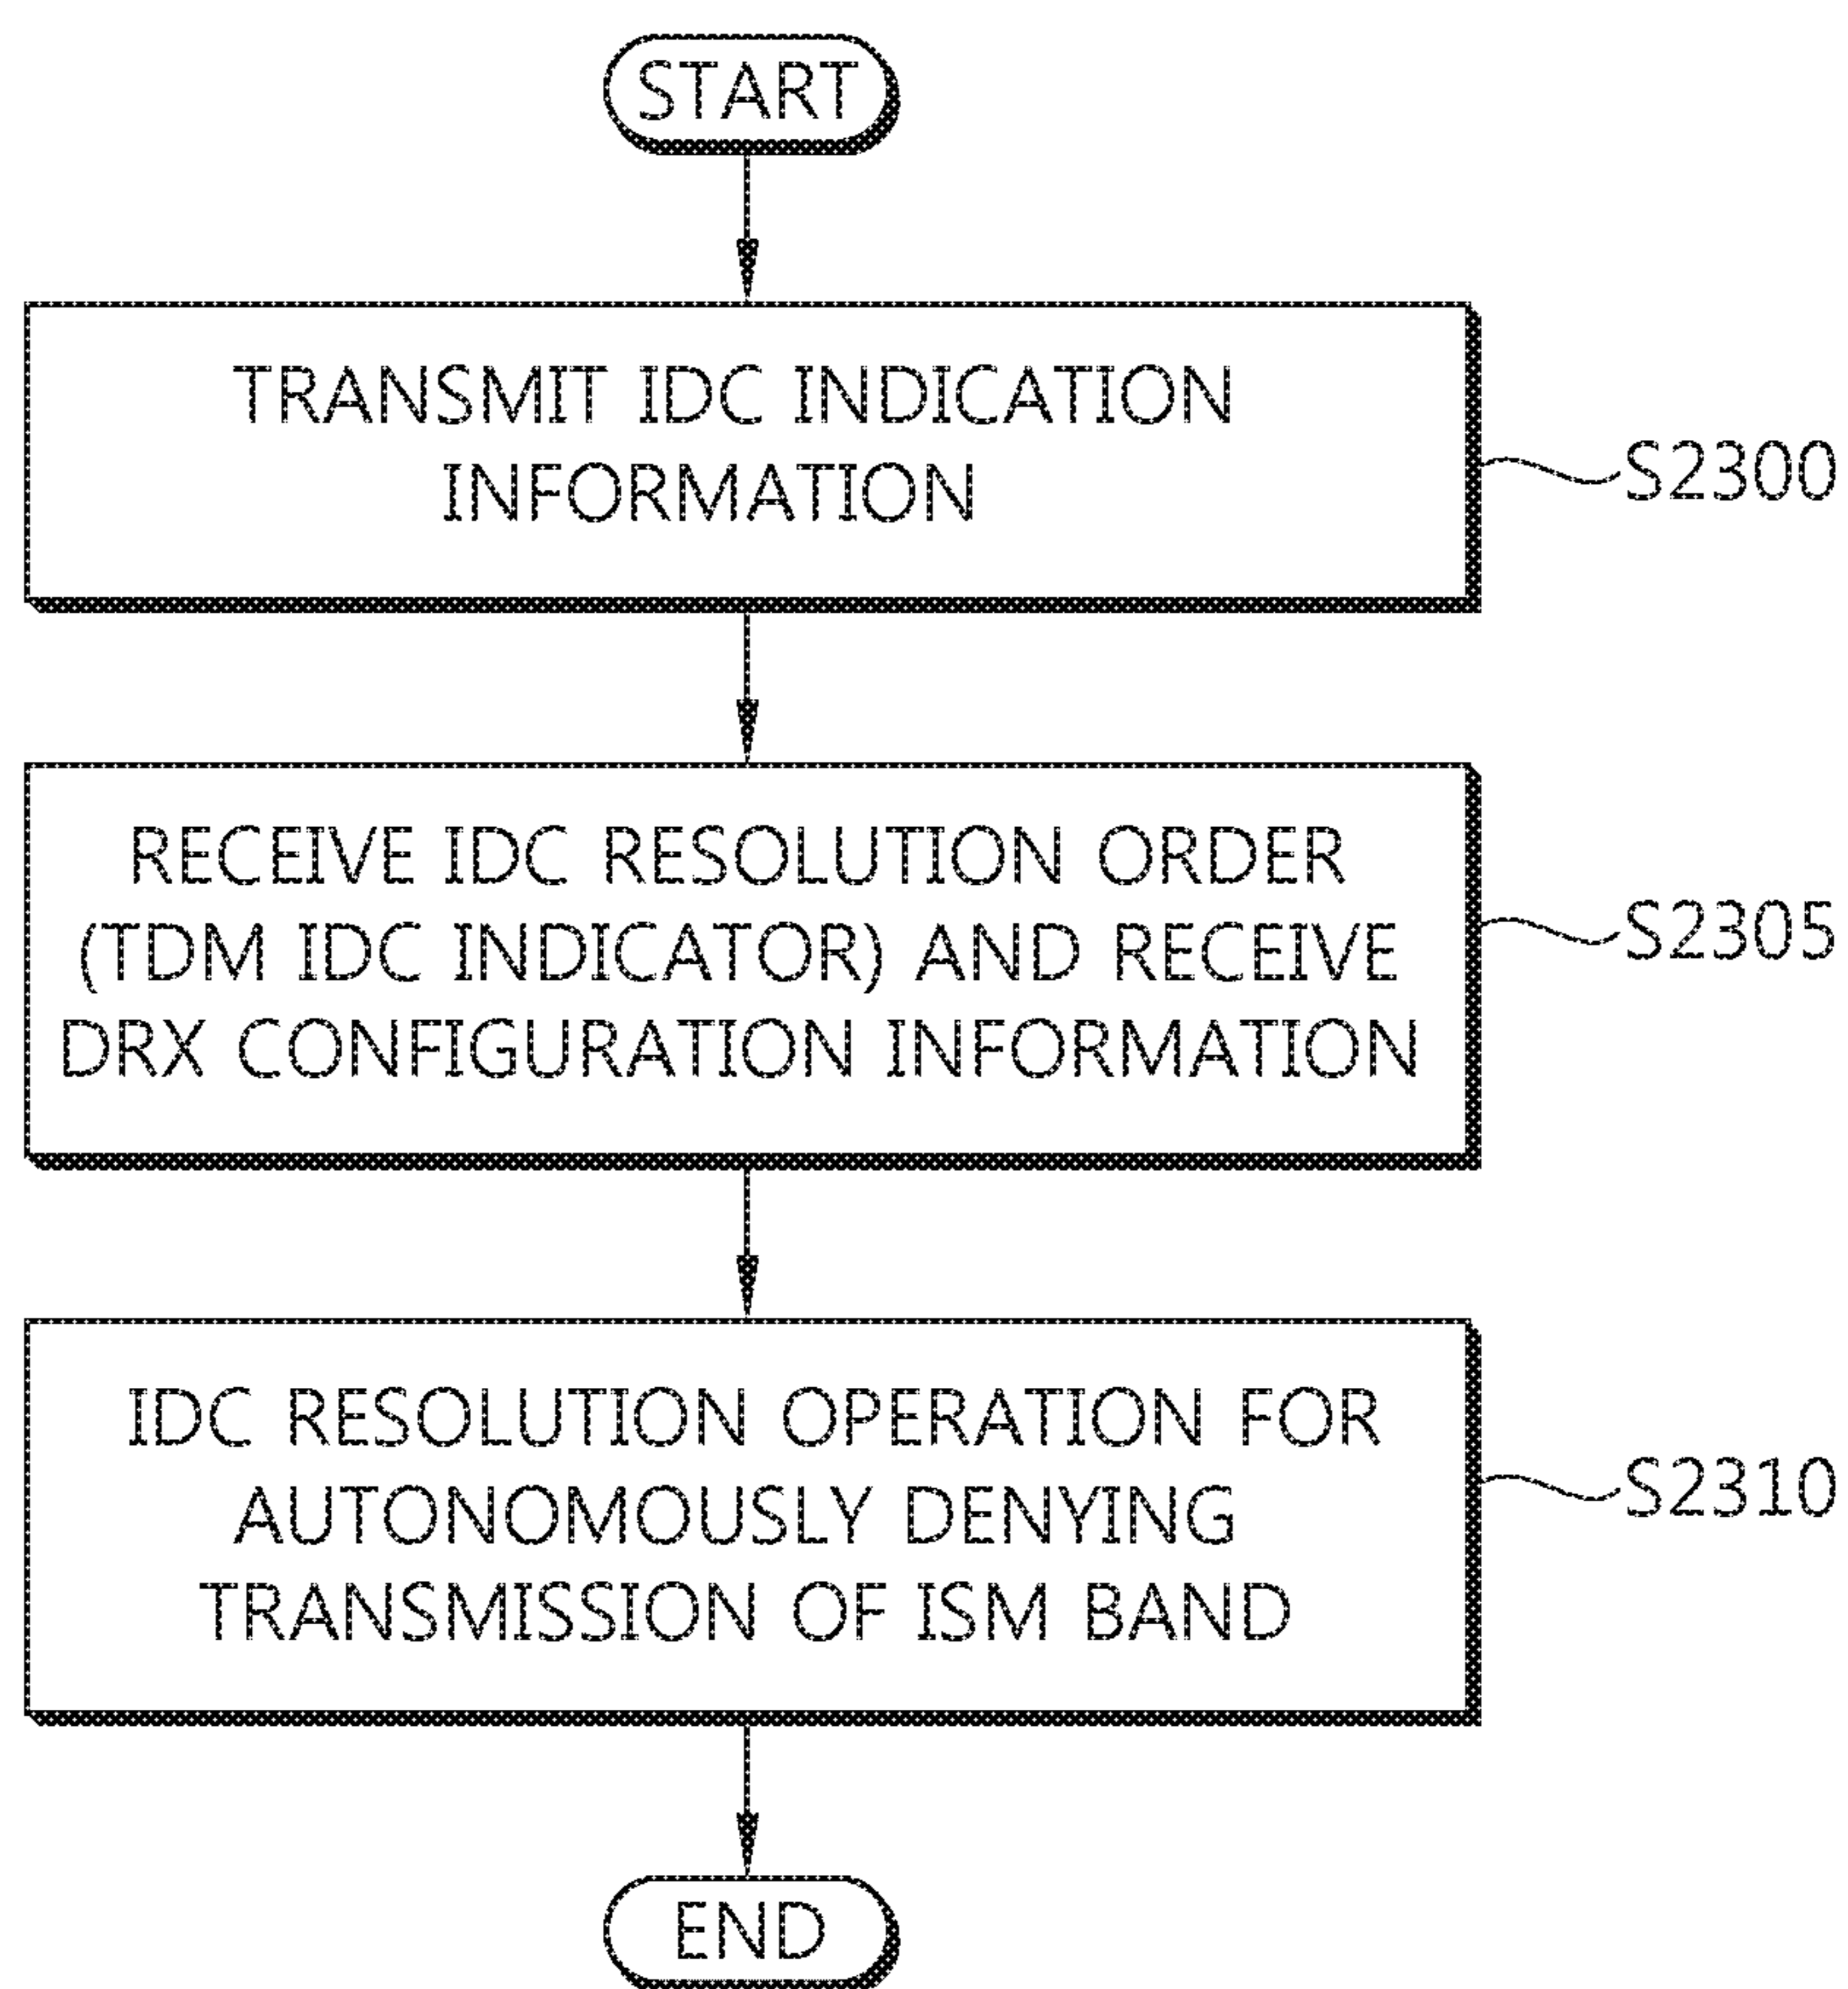 START
TRANSMIT IDC INDICATION
INFORMATION
S2300
RECEIVE IDC RESOLUTION ORDER
(TDM IDC INDICATOR) AND RECEIVE
DRX CONFIGURATION INFORMATION
S2305
IDC RESOLUTION OPERATION FOR
AUTONOMOUSLY DENYING
TRANSMISSION OF ISM BAND
S2310
END